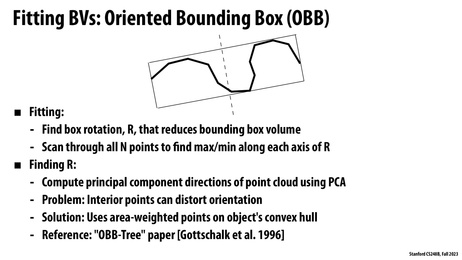 Fitting BVs: Oriented Bounding Box (OBB)
■ Fitting:
- Find box rotation, R, that reduces bounding box volume
- Scan through all N points to find max/min along each axis of R
■ Finding R:
- Compute principal component directions of point cloud using PCA
- Problem: Interior points can distort orientation
- Solution: Uses area-weighted points on object's convex hull
- Reference: "OBB-Tree" paper [Gottschalk et al. 1996]
Stanford CS248B, Fall 2023